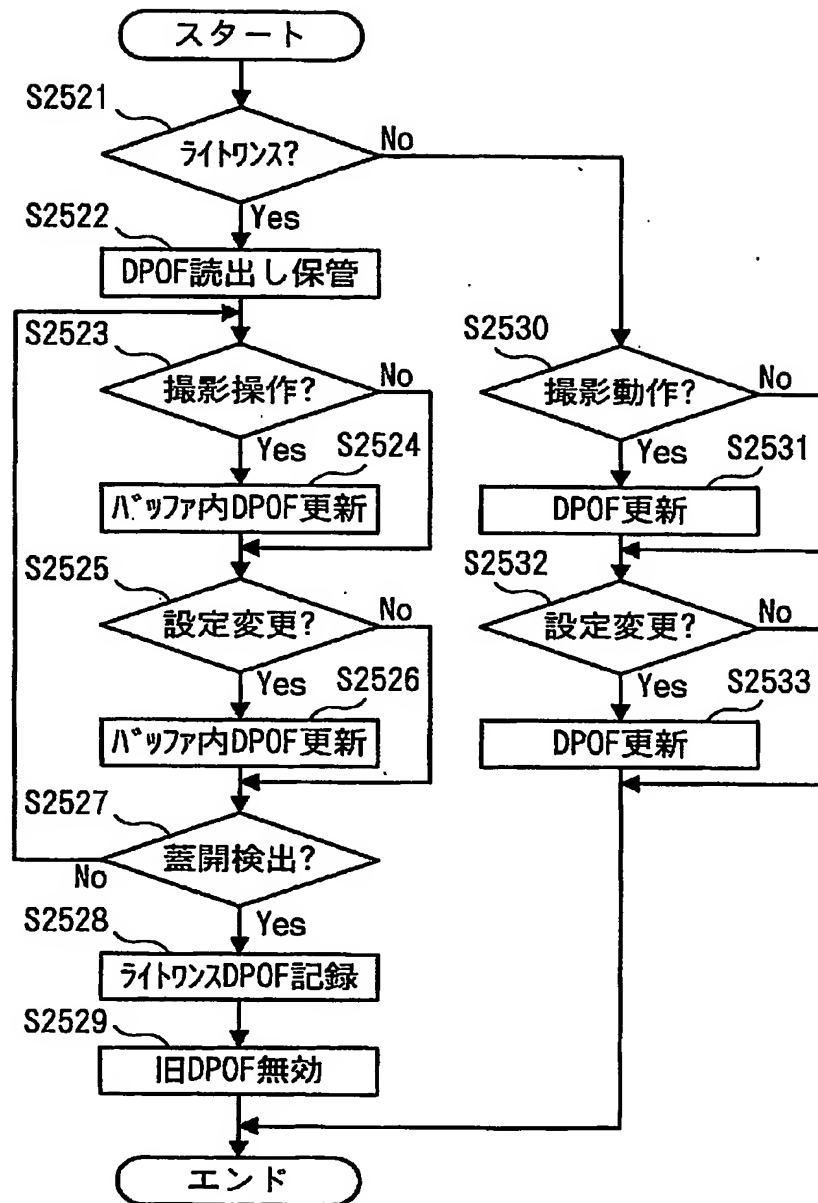 スタート
S2521
ライトワンス?
No
Yes
S2522
DPOF読出し保管
S2523
撮影操作?
No
Yes
S2524
バッファ内DPOF更新
S2525
設定変更?
No
Yes
S2526
バッファ内DPOF更新
S2527
蓋開検出?
No
Yes
S2528
ライトワンスDPOF記録
S2529
旧DPOF無効
S2530
撮影動作?
No
Yes
S2531
DPOF更新
S2532
設定変更?
No
Yes
S2533
DPOF更新
エンド